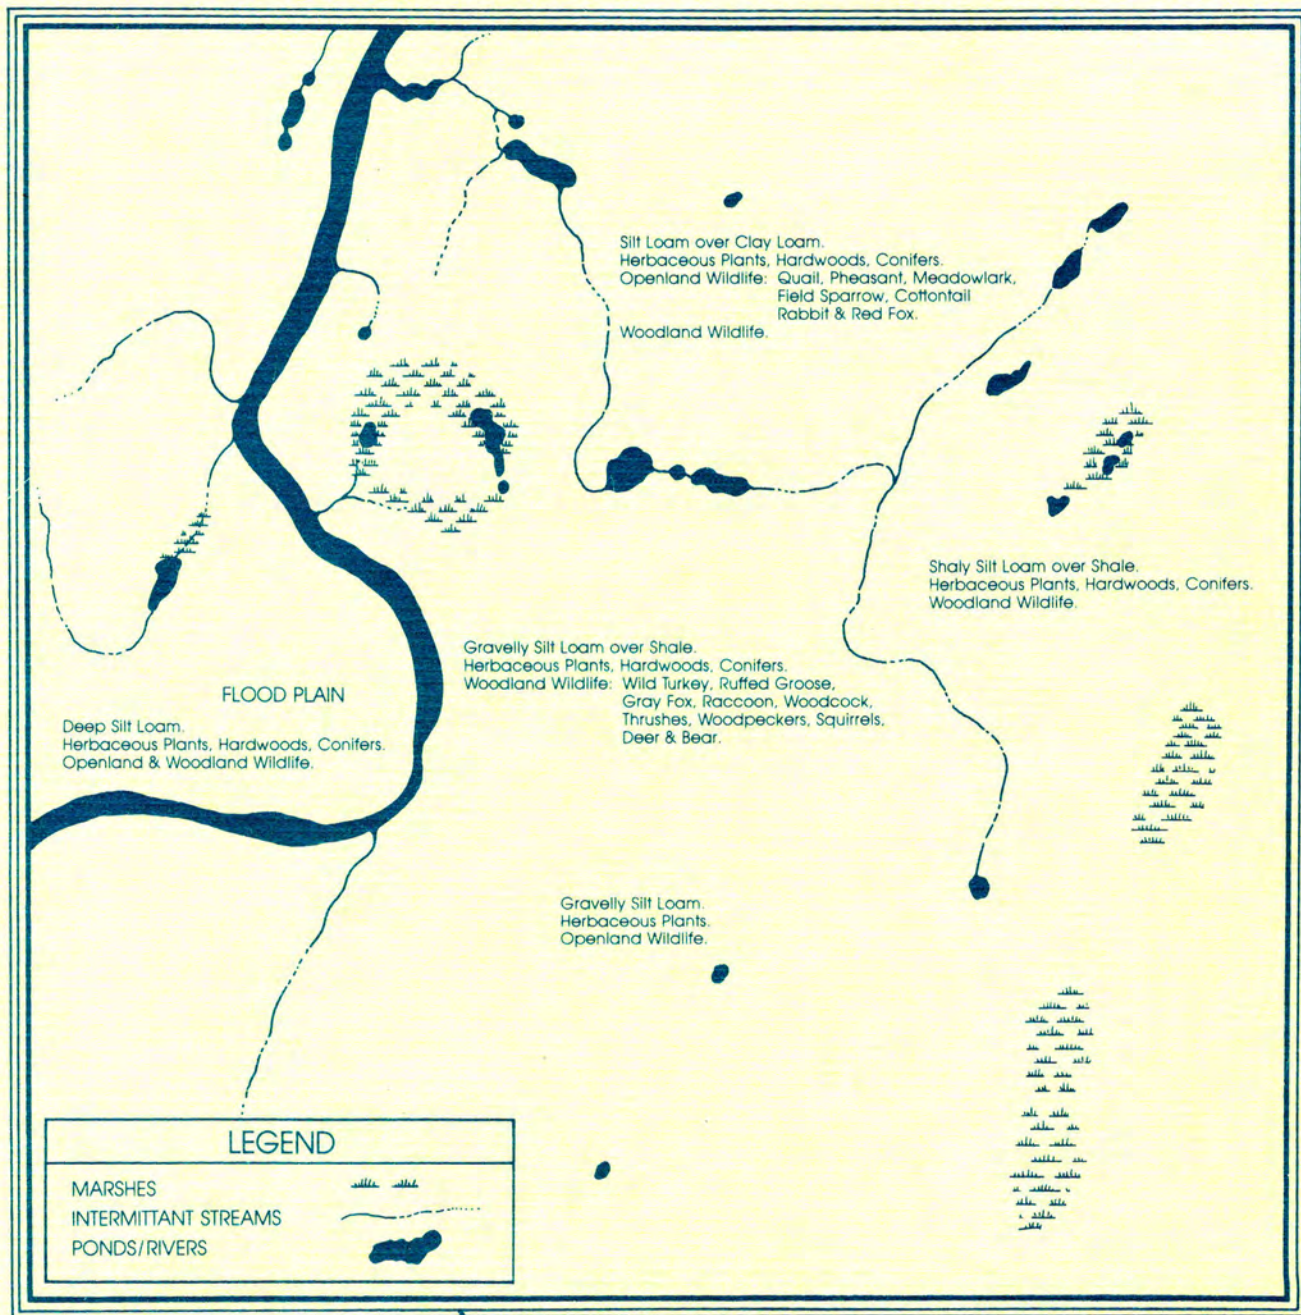 Silt Loam over Clay Loam.
Herbaceous Plants, Hardwoods, Conifers.
Openland Wildlife: Quail, Pheasant, Meadowlark,
Field Sparrow, Cottontail
Rabbit & Red Fox.
Woodland Wildlife.
Shaly Silt Loam over Shale.
Herbaceous Plants, Hardwoods, Conifers.
Woodland Wildlife.
Gravelly Silt Loam over Shale.
Herbaceous Plants, Hardwoods, Conifers.
Woodland Wildlife: Wild Turkey, Ruffed Groose,
Gray Fox, Raccoon, Woodcock,
Thrushes, Woodpeckers, Squirrels,
Deer & Bear.
FLOOD PLAIN
Deep Silt Loam.
Herbaceous Plants, Hardwoods, Conifers.
Openland & Woodland Wildlife.
Gravelly Silt Loam.
Herbaceous Plants.
Openland Wildlife.
LEGEND
MARSHES
INTERMITTANT STREAMS
PONDS/RIVERS